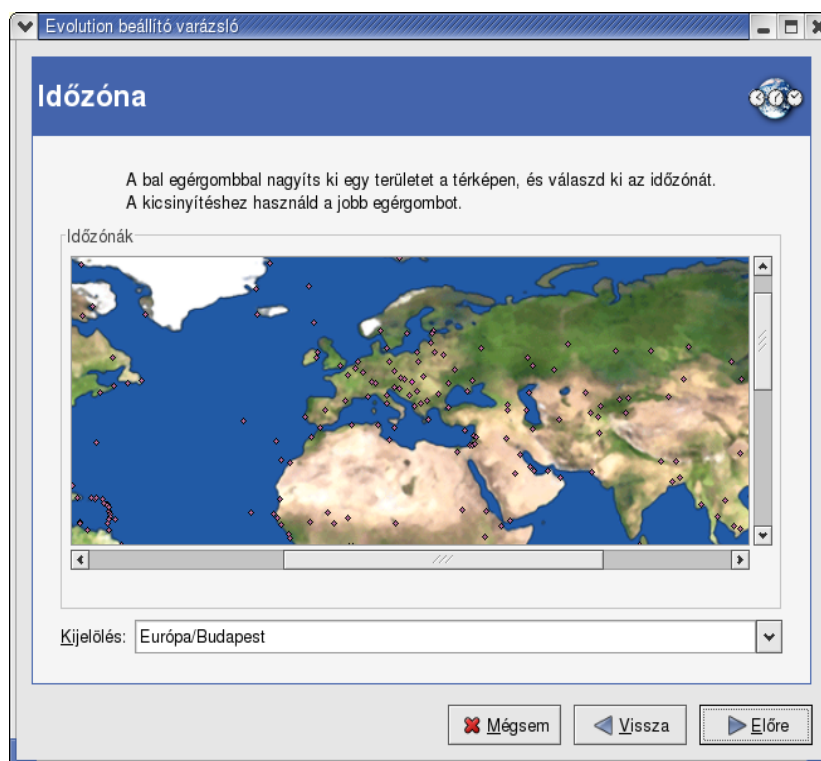 Evolution beállító varázsló
Időzóna
A bal egérgombbal nagyíts ki egy területet a térképen, és válaszd ki az időzónát.
A kicsinyítéshez használd a jobb egérgombot.
Időzónák
Kijelölés: Európa/Budapest
Mégsem Vissza Előre